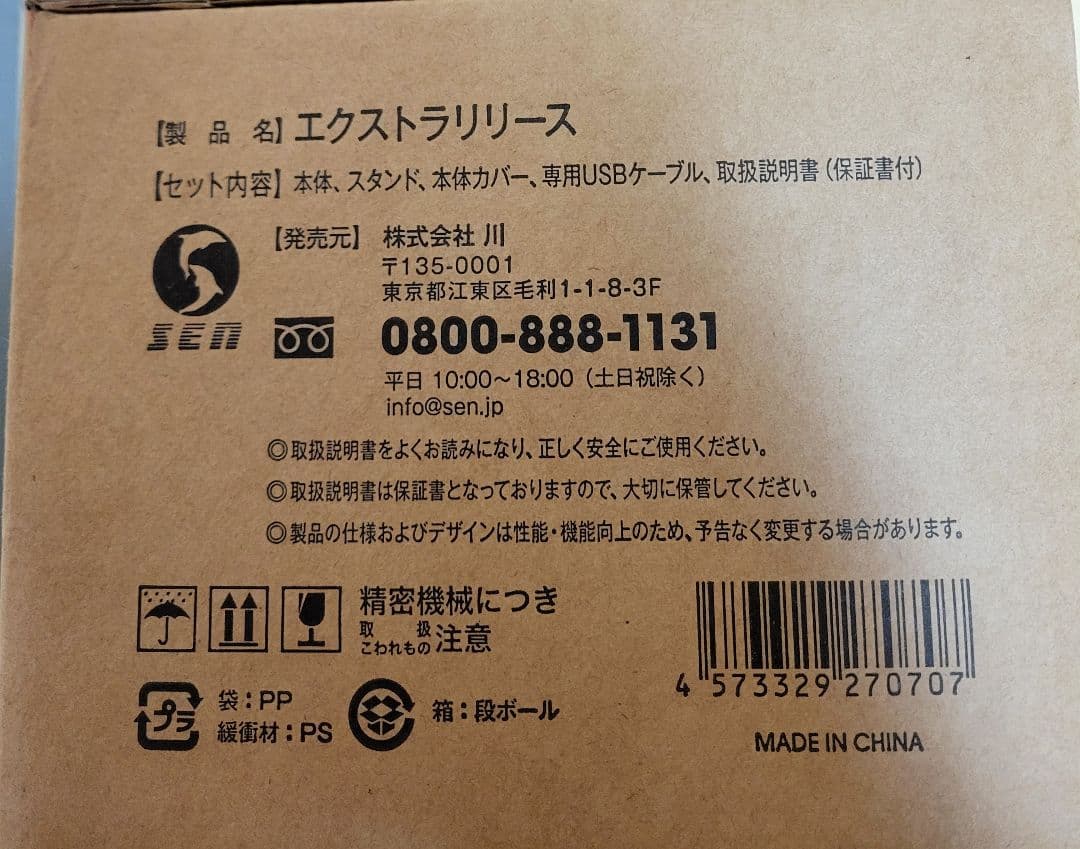 【製 品 名】エクストラリリース
【セット内容】本体、スタンド、本体カバー、専用USBケーブル、取扱説明書（保証書付）
【発売元】 株式会社 川
〒135-0001
東京都江東区毛利1-1-8-3F
SEN
0800-888-1131
平日 10:00～18:00（土日祝除く）
info@sen.jp
◎取扱説明書をよくお読みになり、正しく安全にご使用ください。
◎取扱説明書は保証書となっておりますので、大切に保管してください。
◎製品の仕様およびデザインは性能・機能向上のため、予告なく変更する場合があります。
精密機械につき
取 扱
こわれもの
注意
プラ
袋：PP
緩衝材：PS
箱：段ボール
4 573329 270707
MADE IN CHINA